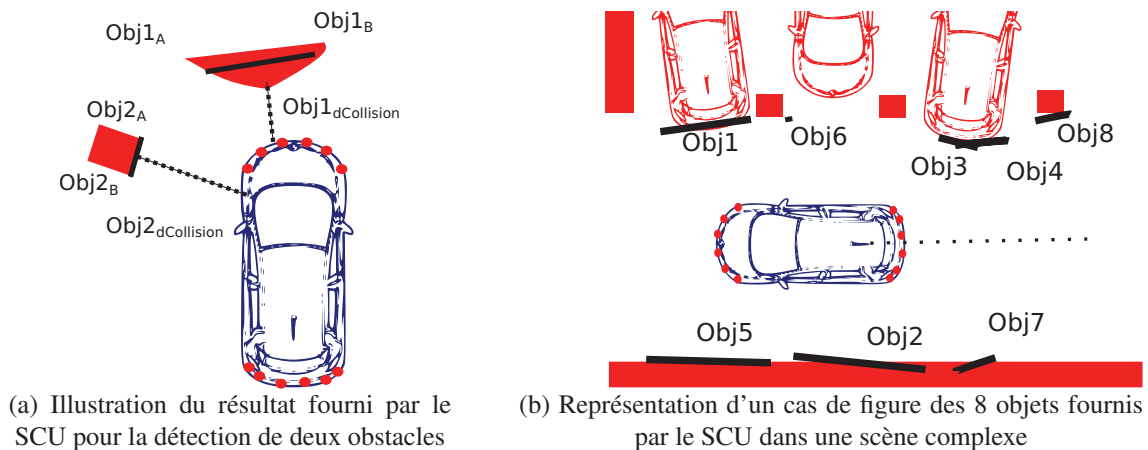 Obj1A
Obj1B
Obj2A
Obj1dCollision
Obj2B
Obj2dCollision
(a) Illustration du résultat fourni par le
SCU pour la détection de deux obstacles
Obj1
Obj6
Obj8
Obj3
Obj4
Obj5
Obj2
Obj7
(b) Représentation d'un cas de figure des 8 objets fournis
par le SCU dans une scène complexe